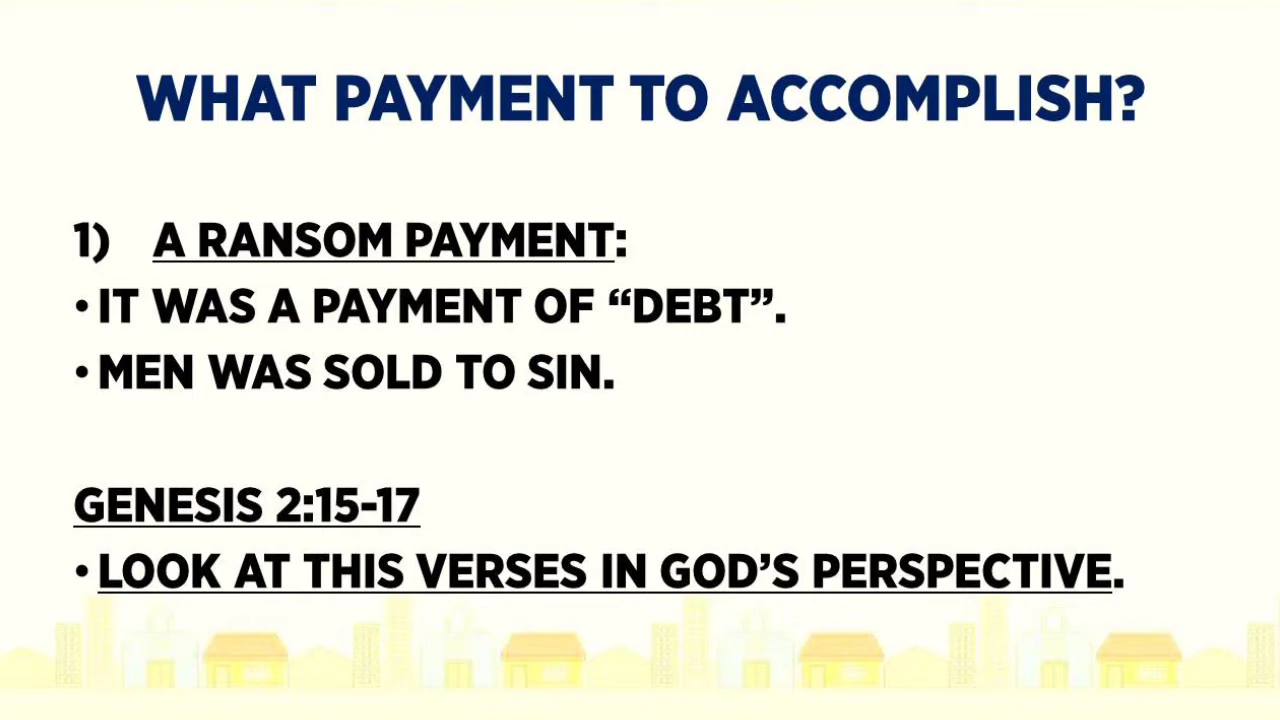 WHAT PAYMENT TO ACCOMPLISH?
1) A RANSOM PAYMENT:
• IT WAS A PAYMENT OF “DEBT”.
• MEN WAS SOLD TO SIN.
GENESIS 2:15-17
• LOOK AT THIS VERSES IN GOD’S PERSPECTIVE.